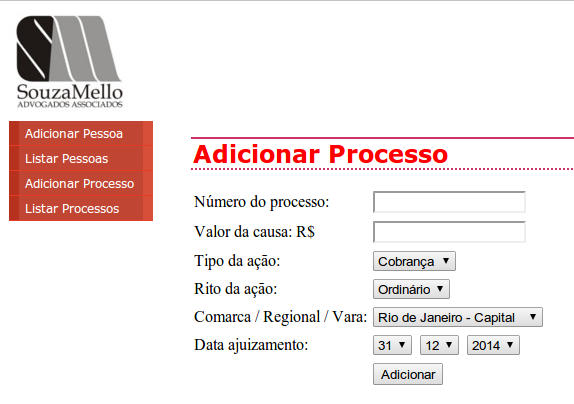 SouzaMello
ADVOGADOS ASSOCIADOS
Adicionar Pessoa
Listar Pessoas
Adicionar Processo
Listar Processos
Adicionar Processo
Número do processo:
Valor da causa: R$
Tipo da ação: Cobrança
Rito da ação: Ordinário
Comarca / Regional / Vara: Rio de Janeiro - Capital
Data ajuizamento: 31 12 2014
Adicionar